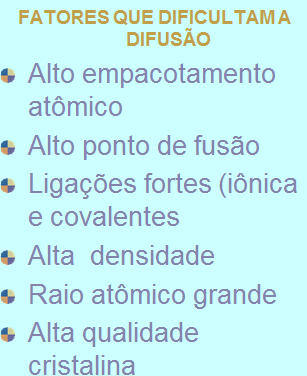 FATORES QUE DIFICULTAM A
DIFUSÃO
Alto empacotamento
atômico
Alto ponto de fusão
Ligações fortes (iônica
e covalentes
Alta  densidade
Raio atômico grande
Alta qualidade
cristalina